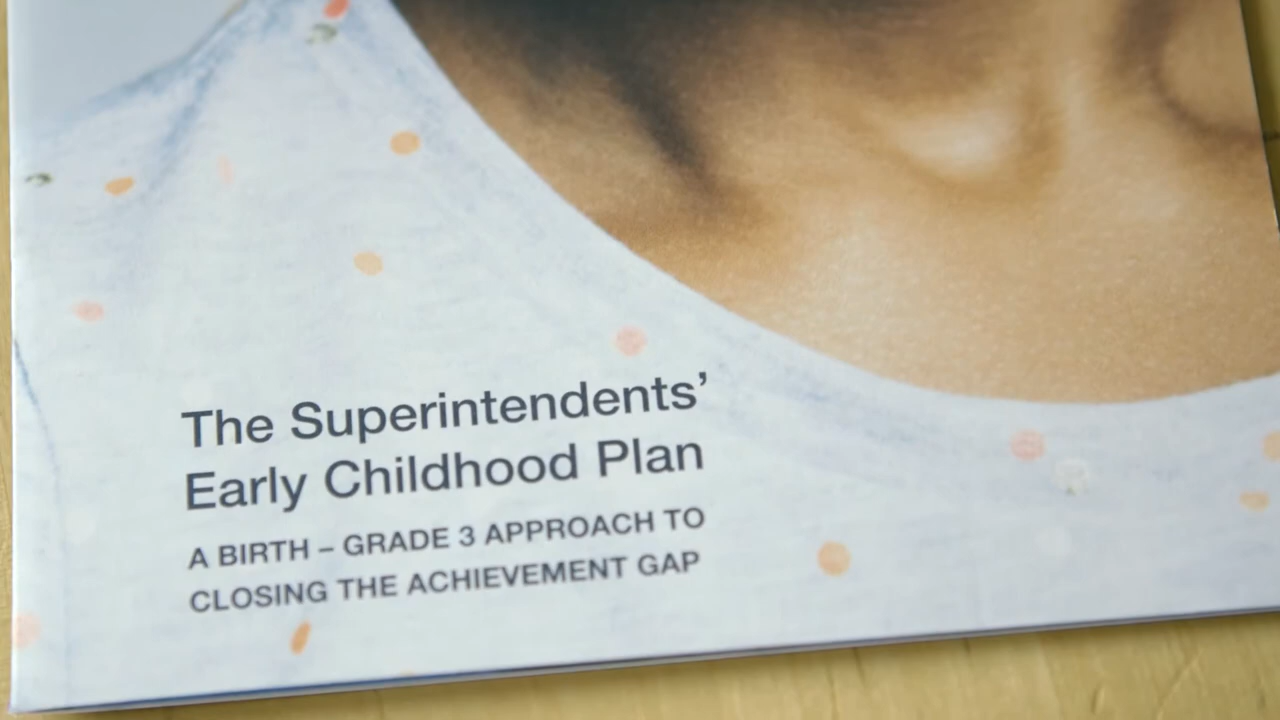 The Superintendents’
Early Childhood Plan
A BIRTH – GRADE 3 APPROACH TO
CLOSING THE ACHIEVEMENT GAP